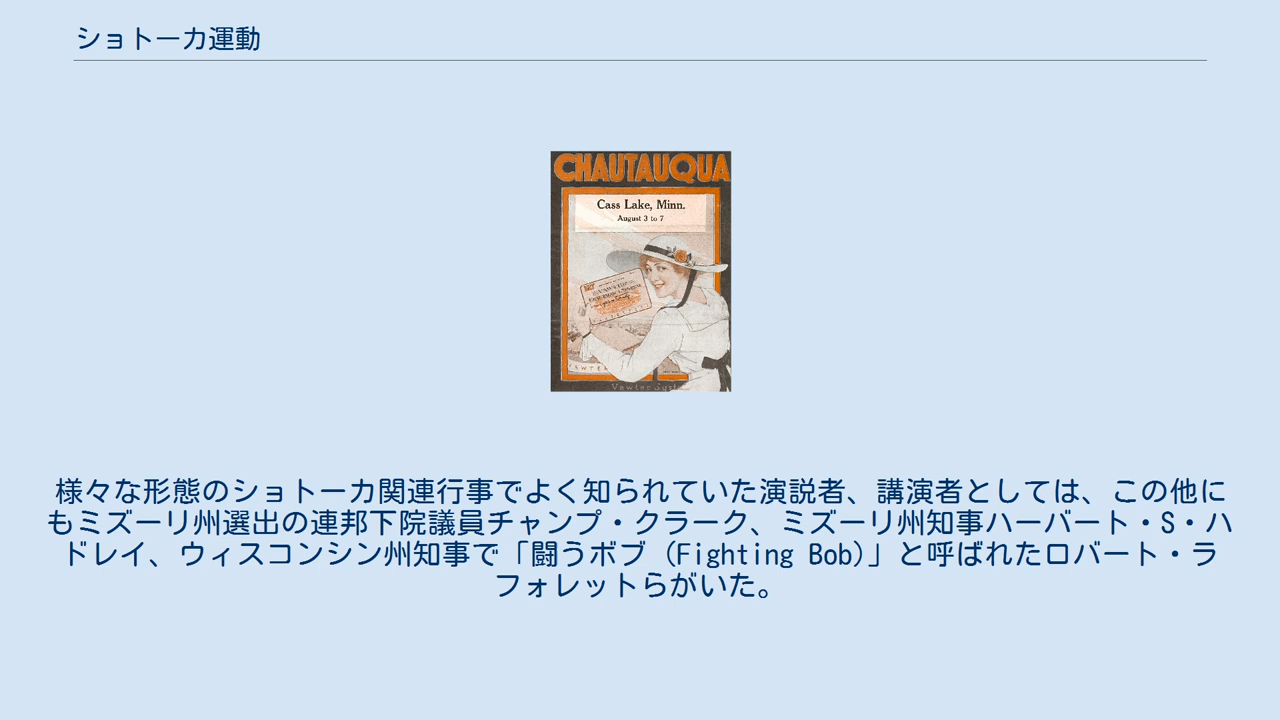 ショトーカ運動
CHAUTAUQUA
Cass Lake, Minn.
August 3 to 7
様々な形態のショトーカ関連行事でよく知られていた演説者、講演者としては、この他に
もミズーリ州選出の連邦下院議員チャンプ・クラーク、ミズーリ州知事ハーバート・S・ハ
ドレイ、ウィスコンシン州知事で「闘うボブ (Fighting Bob)」と呼ばれたロバート・ラ
フォレットらがいた。